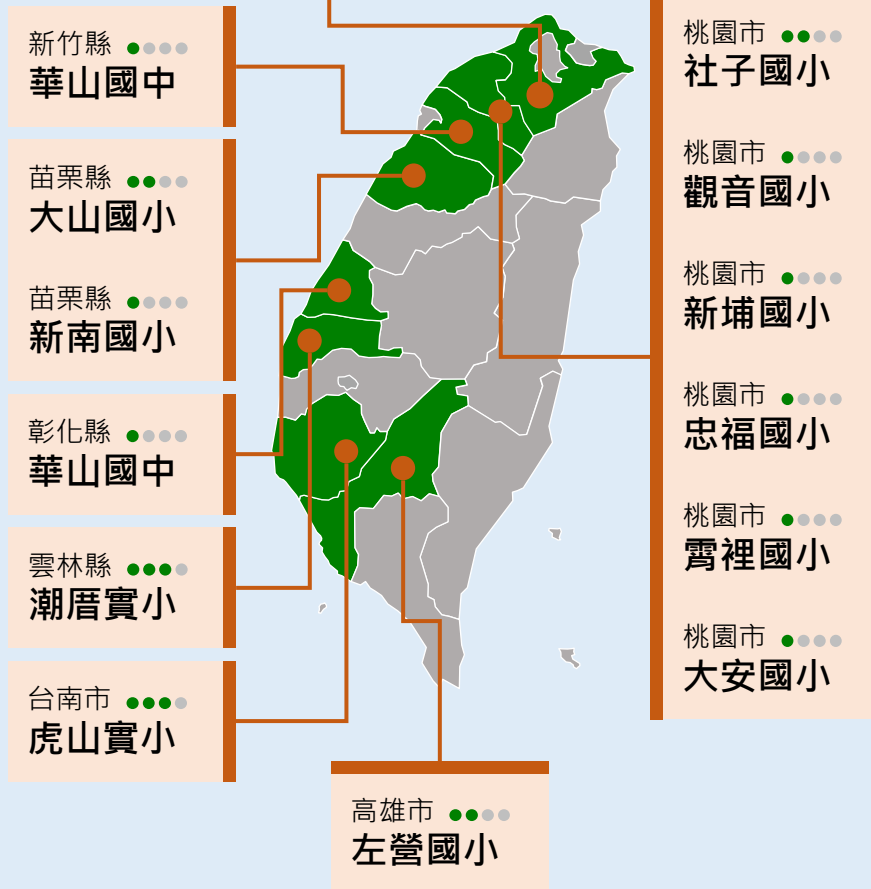 新竹縣
華山國中
苗栗縣
大山國小
苗栗縣
新南國小
彰化縣
華山國中
雲林縣
潮厝實小
台南市
虎山實小
高雄市
左營國小
桃園市
社子國小
桃園市
觀音國小
桃園市
新埔國小
桃園市
忠福國小
桃園市
霄裡國小
桃園市
大安國小